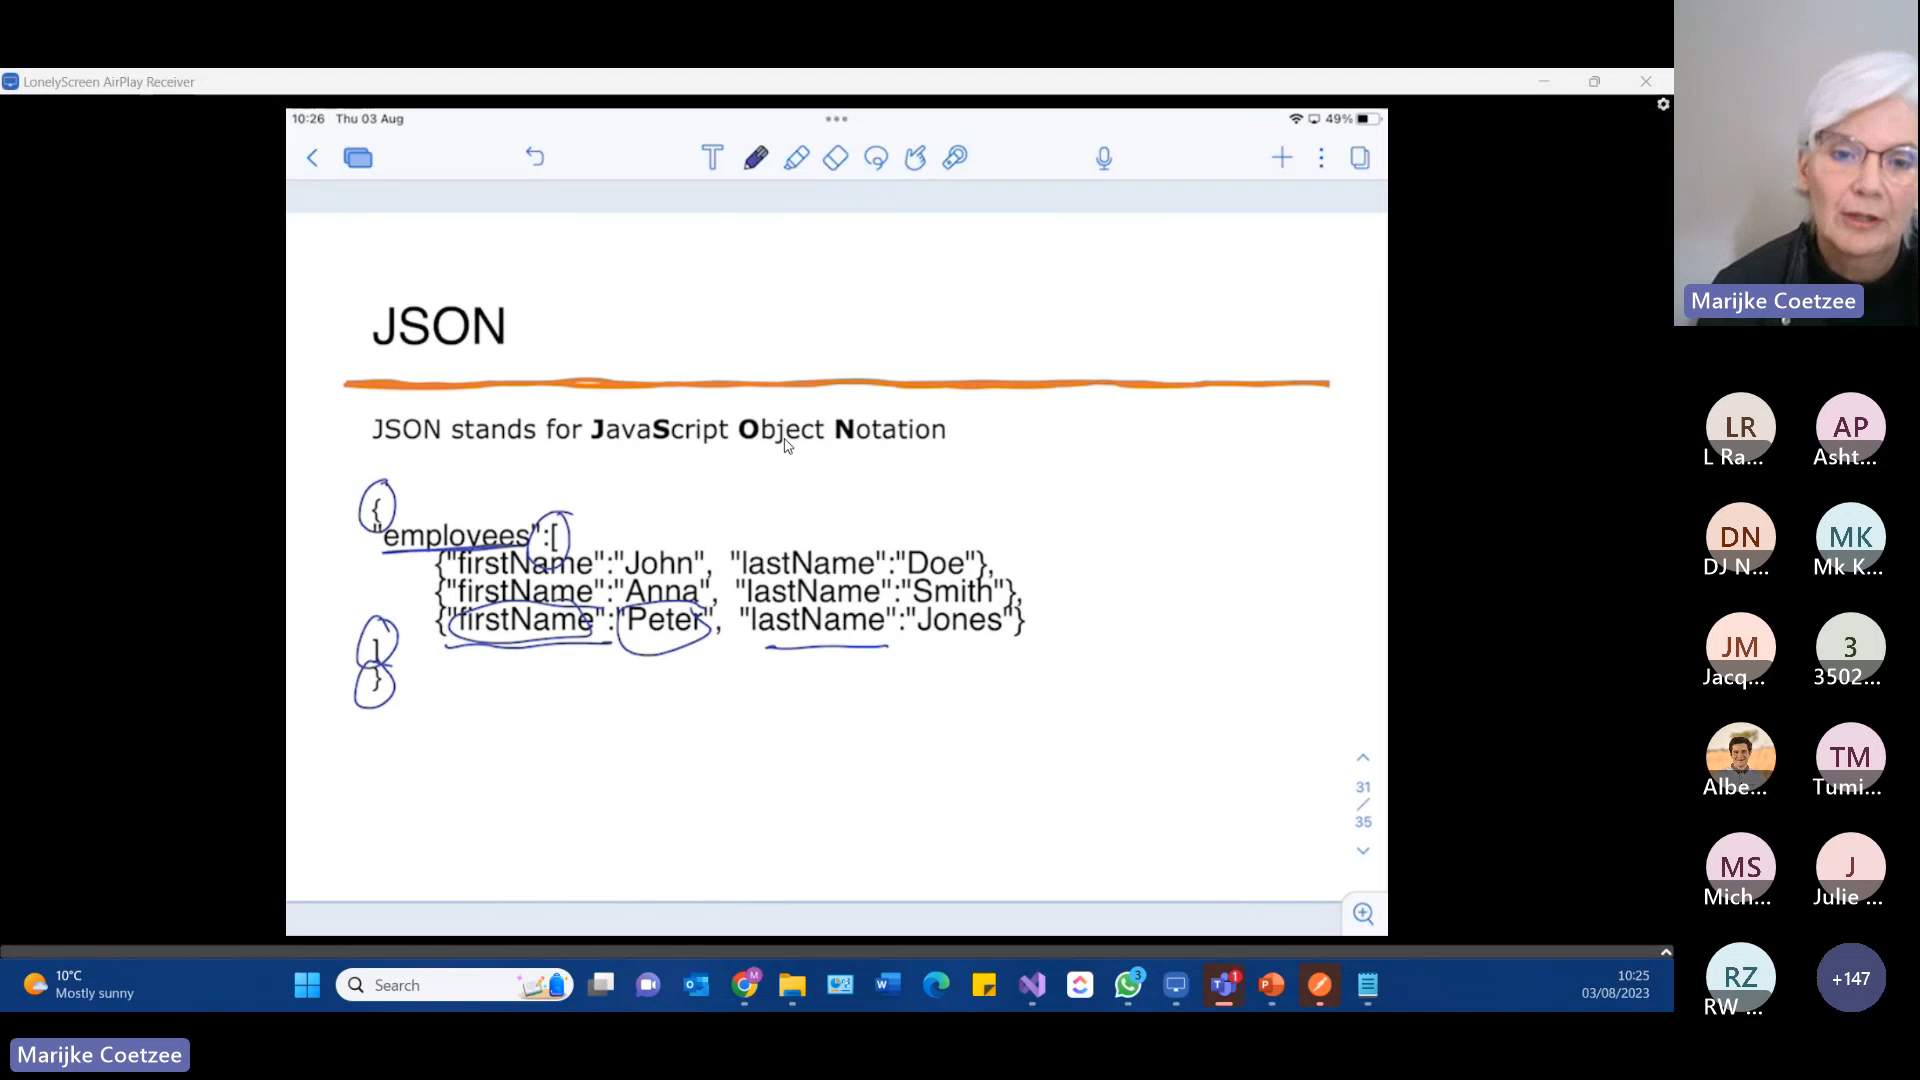 LonelyScreen AirPlay Receiver
10:26 Thu 03 Aug
49%
JSON
JSON stands for JavaScript Object Notation
{
"employees":[
{"firstName":"John", "lastName":"Doe"},
{"firstName":"Anna", "lastName":"Smith"},
{"firstName":"Peter", "lastName":"Jones"}
]
}
31
/
35
Marijke Coetzee
LR
L Ra...
AP
Asht...
DN
DJ N...
MK
Mk K...
JM
Jacq...
3
3502...
Albe...
TM
Tumi...
MS
Mich...
J
Julie ...
RZ
RW ...
+147
10°C
Mostly sunny
Search
M
3
1
10:25
03/08/2023
Marijke Coetzee